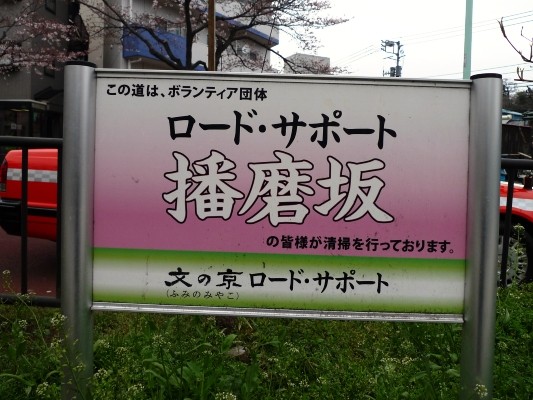 この道は、ボランティア団体
ロード・サポート
播磨坂
の皆様が清掃を行っております。
文の京ロード・サポート
(ふみのみやこ)